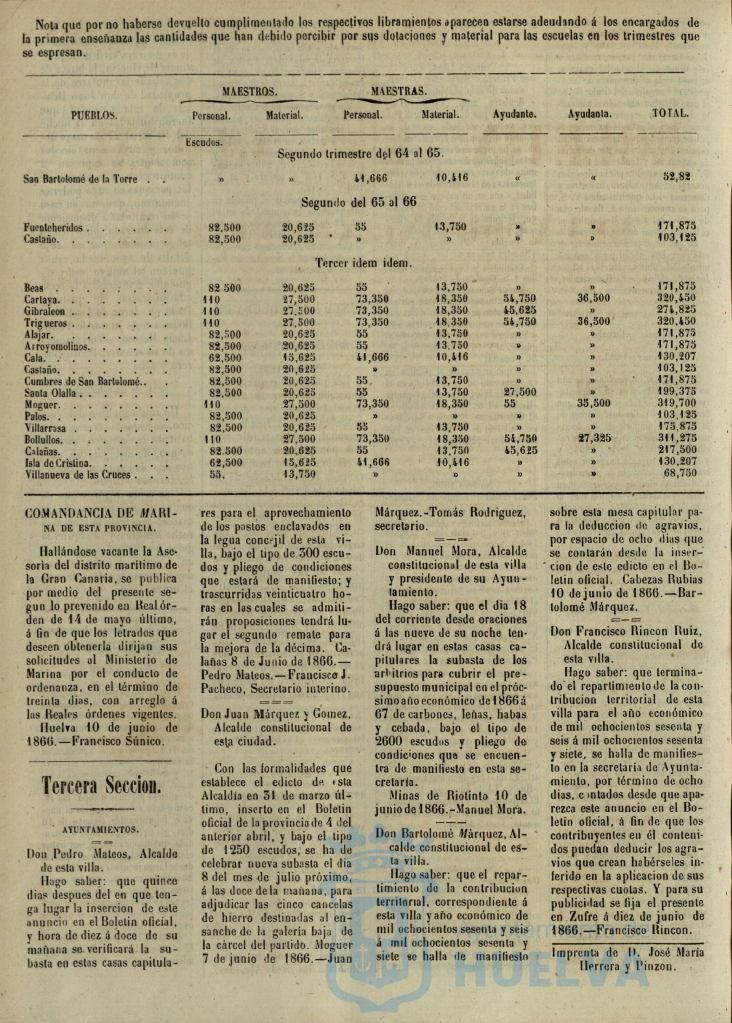 Nota que por no haberse devuelto cumplimentado los respectivos libramientos aparecen estarse adeudando á los encargados de
la primera enseñanza las cantidades que han debido percibir por sus dotaciones y material para las escuelas en los trimestres que
se espresan.
MAESTROS. MAESTRAS.
PUEBLOS. Personal. Material. Personal. Material. Ayudante. Ayudanta. TOTAL.
Escudos.
Segundo trimestre del 64 al 65.
San Bartolomé de la Torre . . » » 41,666 10,416 « « 52,82
Segundo del 65 al 66
Fuenteheridos . . . . . . 82,500 20,625 55 13,750 » » 171,875
Castaño. . . . . . . . 82,500 20,625 » » » » 103,125
Tercer idem idem.
Beas . . . . . . . . 82 500 20,625 55 13,750 » » 171,875
Cartaya. . . . . . . . 110 27,500 73,350 18,350 54,750 36,500 320,450
Gibraleon . . . . . . . 110 27,500 73,350 18,350 45,625 » 274,825
Trigueros . . . . . . . 110 27,500 73,350 18,350 54,750 36,500 320,450
Alajar. . . . . . . . 82,500 20,625 55 13,750 » » 171,875
Arroyomolinos. . . . . . 82,500 20,625 55 13,750 » » 171,875
Cala. . . . . . . . . 62,500 15,625 41,666 10,416 » » 130,207
Castaño. . . . . . . . 82,500 20,625 » » » » 103,125
Cumbres de San Bartolomé.. . 82,500 20,625 55 13,750 » » 171,875
Santa Olalla . . . . . . 82,500 20,625 55 13,750 27,500 » 199,375
Moguer. . . . . . . . 110 27,500 73,350 18,350 55 35,500 319,700
Palos. . . . . . . . 82,500 20,625 » » » » 103,125
Villarrasa . . . . . . 82,500 20,625 55 13,750 » » 175,875
Bollullos. . . . . . . 110 27,500 73,350 18,350 54,750 27,325 311,275
Calañas. . . . . . . 82.500 20,625 55 13,750 45,625 » 217,500
Isla de Cristina. . . . . 62,500 15,625 41,666 10,416 » » 130,207
Villanueva de las Cruces . . . 55. 13,750 » » » » 68,750
COMANDANCIA DE MARI-
NA DE ESTA PROVINCIA.
Hallándose vacante la Ase-
soria del distrito maritimo de
la Gran Canaria, se publica
por medio del presente se-
gun lo prevenido en Real ór-
den de 14 de mayo último,
á fin de que los letrados que
deseen obtenerla dirijan sus
solicitudes al Ministerio de
Marina por el conducto de
ordenanza, en el término de
treinta dias, con arreglo á
las Reales órdenes vigentes.
Huelva 10 de junio de
1866.—Francisco Súnico.
Tercera Seccion.
AYUNTAMIENTOS.
Don Pedro Mateos, Alcalde
de esta villa.
Hago saber: que quince
dias despues del en que ten-
ga lugar la insercion de este
anuncio en el Boletin oficial,
y hora de diez á doce de su
mañana se verificará la su-
basta en estas casas capitula-
res para el aprovechamiento
de los pastos enclavados en
la legua concejil de esta vi-
lla, bajo el tipo de 300 escu-
dos y pliego de condiciones
que estará de manifiesto; y
trascurridas veinticuatro ho-
ras en las cuales se admiti-
rán proposiciones tendrá lu-
gar el segundo remate para
la mejora de la décima. Ca-
lañas 8 de Junio de 1866.—
Pedro Mateos.—Francisco J.
Pacheco, Secretario interino.
Don Juan Márquez y Gomez,
Alcalde constitucional de
esta ciudad.
Con las formalidades que
establece el edicto de esta
Alcaldía en 31 de marzo úl-
timo, inserto en el Boletin
oficial de la provincia de 4 del
anterior abril, y bajo el tipo
de 1250 escudos, se ha de
celebrar nueva subasta el dia
8 del mes de julio próximo,
á las doce de la mañana, para
adjudicar las cinco cancelas
de hierro destinadas al en-
sanche de la galería baja de
la cárcel del partido. Moguer
7 de junio de 1866.—Juan
Márquez.-Tomás Rodriguez,
secretario.
Don Manuel Mora, Alcalde
constitucional de esta villa
y presidente de su Ayun-
tamiento.
Hago saber: que el dia 18
del corriente desde oraciones
á las nueve de su noche ten-
drá lugar en estas casas ca-
pitulares la subasta de los
arbitrios para cubrir el pre-
supuesto municipal en el próc-
simo año económico de 1866 á
67 de carbones, leñas, habas
y cebada, bajo el tipo de
2600 escudos y pliego de
condiciones que se encuen-
tra de manifiesto en esta se-
cretaría.
Minas de Riotinto 10 de
junio de 1866.-Manuel Mora.
Don Bartolomé Márquez, Al-
calde constitucional de es-
ta villa.
Hago saber: que el repar-
timiento de la contribucion
territorial, correspondiente á
esta villa y año económico de
mil ochocientos sesenta y seis
á mil ochocientos sesenta y
siete se halla de manifiesto
sobre esta mesa capitular pa-
ra la deduccion de agravios,
por espacio de ocho dias que
se contarán desde la inser-
cion de este edicto en el Bo-
letin oficial. Cabezas Rubias
10 de junio de 1866.—Bar-
tolomé Márquez.
Don Francisco Rincon Ruiz,
Alcalde constitucional de
esta villa.
Hago saber: que termina-
do el repartimiento de la con-
tribucion territorial de esta
villa para el año económico
de mil ochocientos sesenta y
seis á mil ochocientos sesenta
y siete, se halla de manifies-
to en la secretaria de Ayunta-
miento, por término de ocho
dias, contados desde que apa-
rezca este anuncio en el Bo-
letin oficial, á fin de que los
contribuyentes en él conteni-
dos puedan deducir los agra-
vios que crean habérseles in-
ferido en la aplicacion de sus
respectivas cuotas. Y para su
publicidad se fija el presente
en Zufre á diez de junio de
1866.—Francisco Rincon.
Imprenta de D. José María
Herrera y Pinzon.
HUELVA